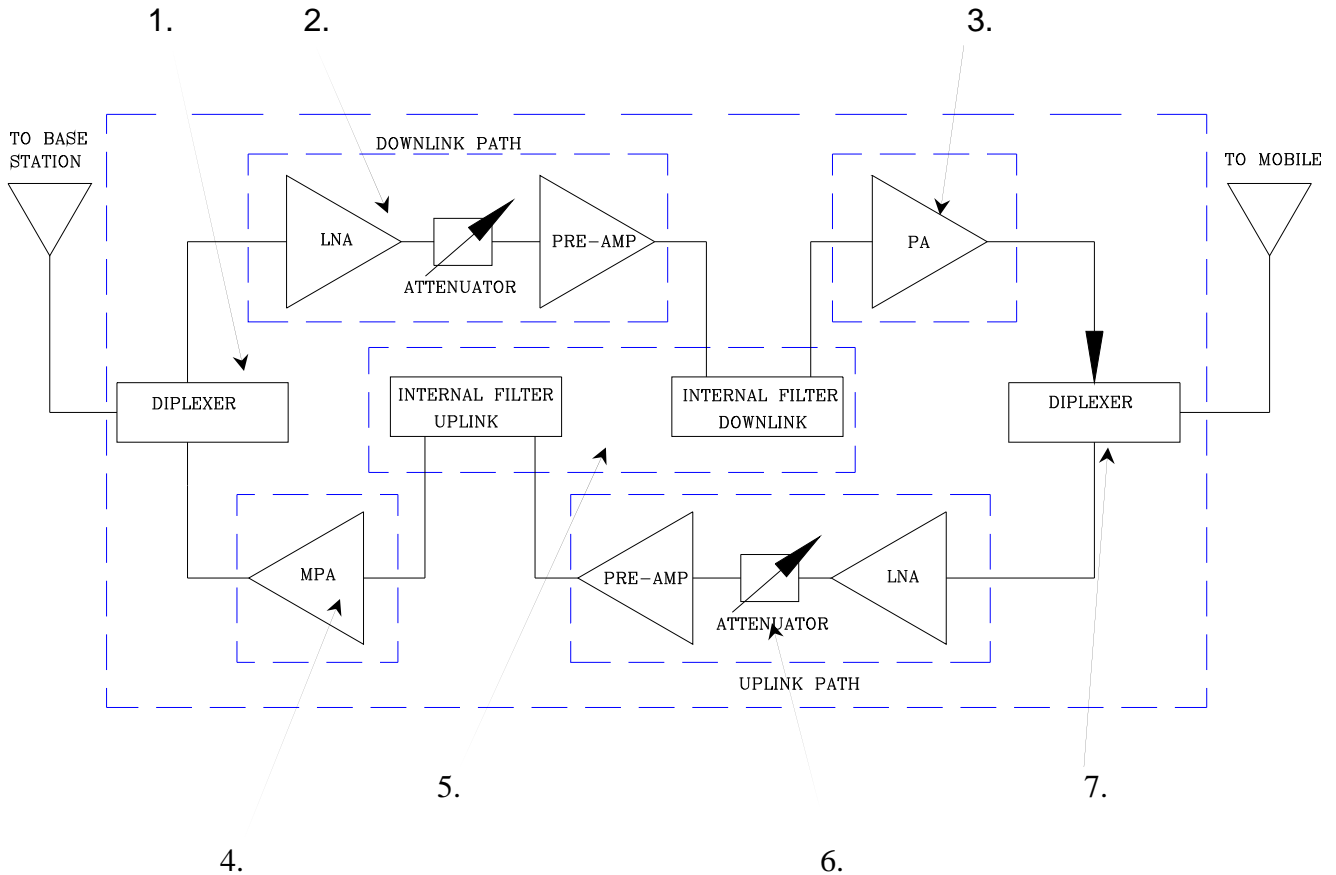 1. 2. 3.
TO BASE
STATION
DOWNLINK PATH
TO MOBILE
LNA
PRE-AMP
PA
ATTENUATOR
DIPLEXER
INTERNAL FILTER
UPLINK
INTERNAL FILTER
DOWNLINK
DIPLEXER
MPA
PRE-AMP
LNA
ATTENUATOR
UPLINK PATH
5. 7.
4. 6.